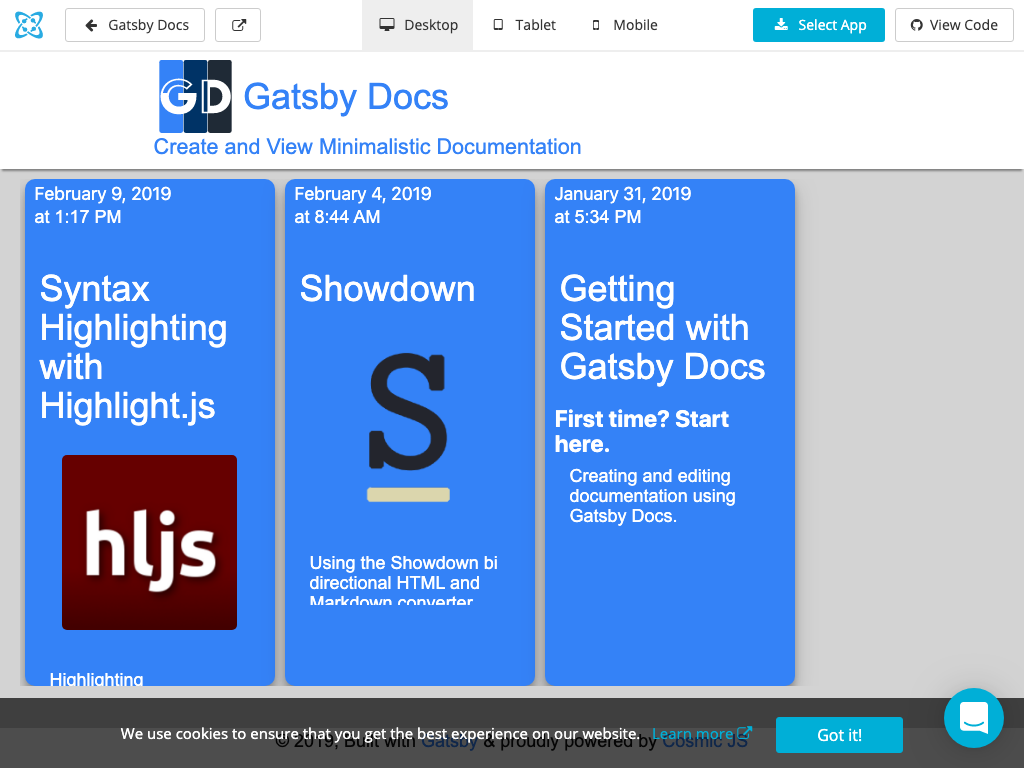 Gatsby Docs
Desktop
Tablet
Mobile
Select App
View Code
GD Gatsby Docs
Create and View Minimalistic Documentation
February 9, 2019
at 1:17 PM
Syntax
Highlighting
with
Highlight.js
hljs
Highlighting
February 4, 2019
at 8:44 AM
Showdown
S
Using the Showdown bi
directional HTML and
Markdown converter
January 31, 2019
at 5:34 PM
Getting
Started with
Gatsby Docs
First time? Start
here.
Creating and editing
documentation using
Gatsby Docs.
We use cookies to ensure that you get the best experience on our website. Learn more
Got it!
© 2019, Built with Gatsby & proudly powered by Cosmic JS